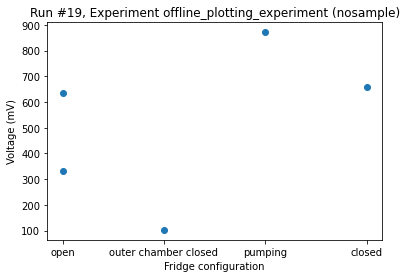 Run #19, Experiment offline_plotting_experiment (nosample)
900
800
700
600
500
400
300
200
100
Voltage (mV)
open
outer chamber closed
pumping
closed
Fridge configuration